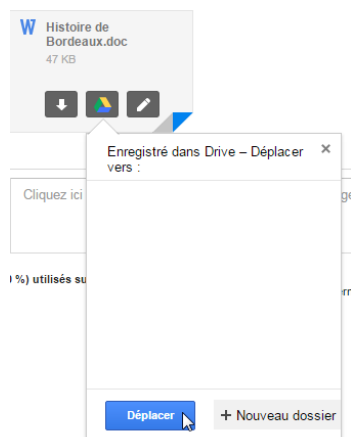 W Histoire de
Bordeaux.doc
47 KB
Enregistré dans Drive – Déplacer ×
vers :
Cliquez ici
%) utilisés su
Déplacer + Nouveau dossier